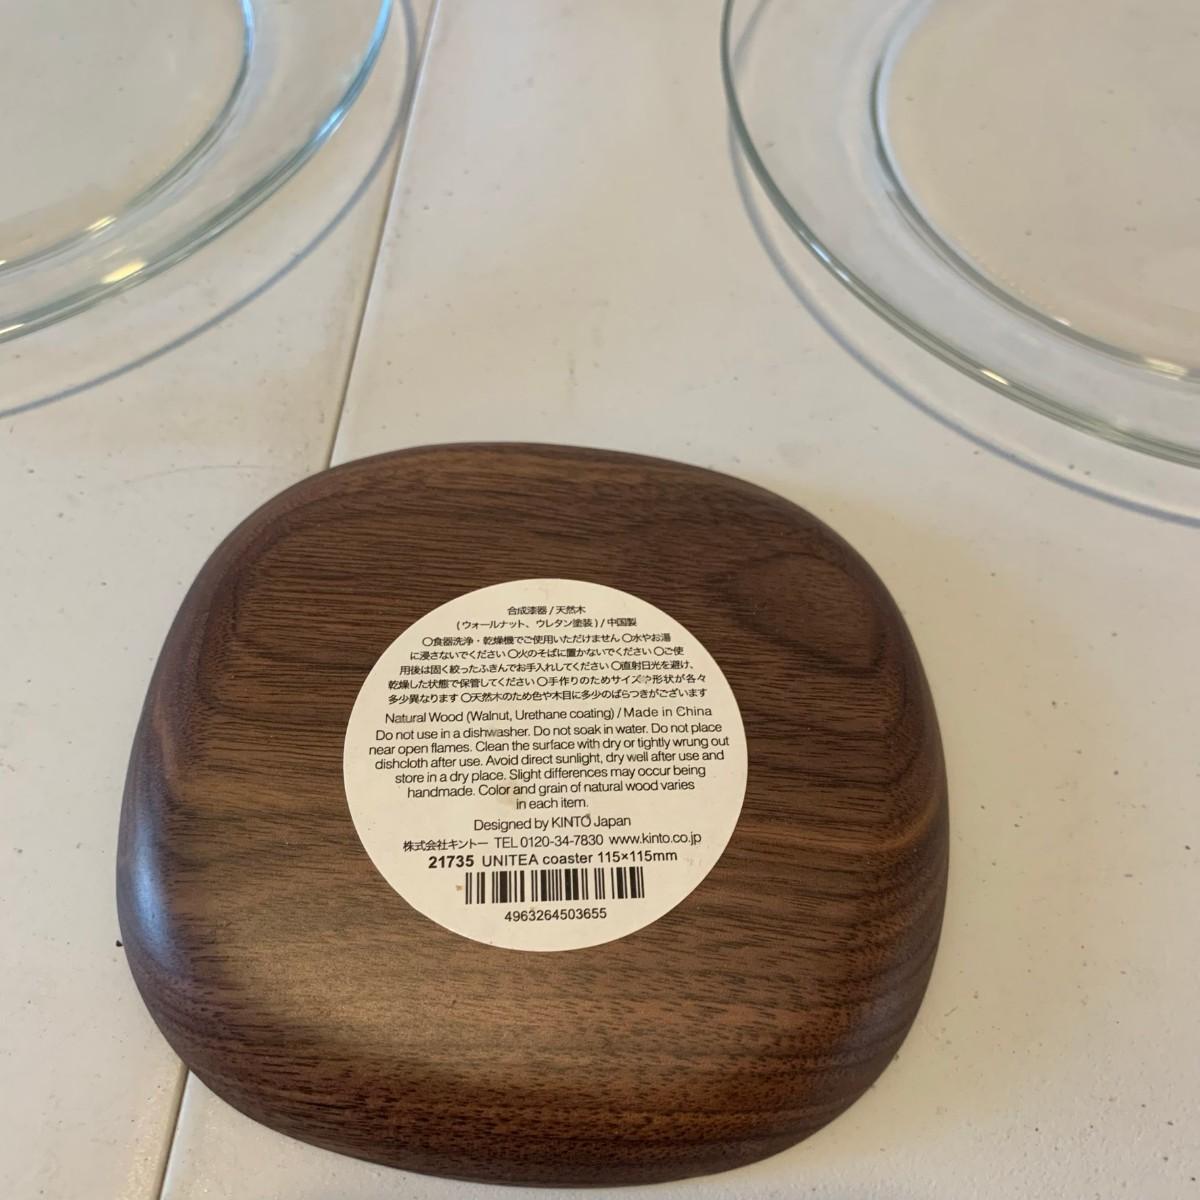 合成漆器 / 天然木
(ウォールナット、ウレタン塗装) / 中国製
〇食器洗浄・乾燥機でご使用いただけません 〇水やお湯
に浸さないでください 〇火のそばに置かないでください 〇ご使
用後は固く絞ったふきんでお手入れしてください 〇直射日光を避け、
乾燥した状態で保管してください 〇手作りのためサイズや形状が各々
多少異なります 〇天然木のため色や木目に多少のばらつきがございます
Natural Wood (Walnut, Urethane coating) / Made in China
Do not use in a dishwasher. Do not soak in water. Do not place
near open flames. Clean the surface with dry or tightly wrung out
dishcloth after use. Avoid direct sunlight, dry well after use and
store in a dry place. Slight differences may occur being
handmade. Color and grain of natural wood varies
in each item.
Designed by KINTO Japan
株式会社キントー TEL 0120-34-7830 www.kinto.co.jp
21735 UNITEA coaster 115×115mm
4963264503655